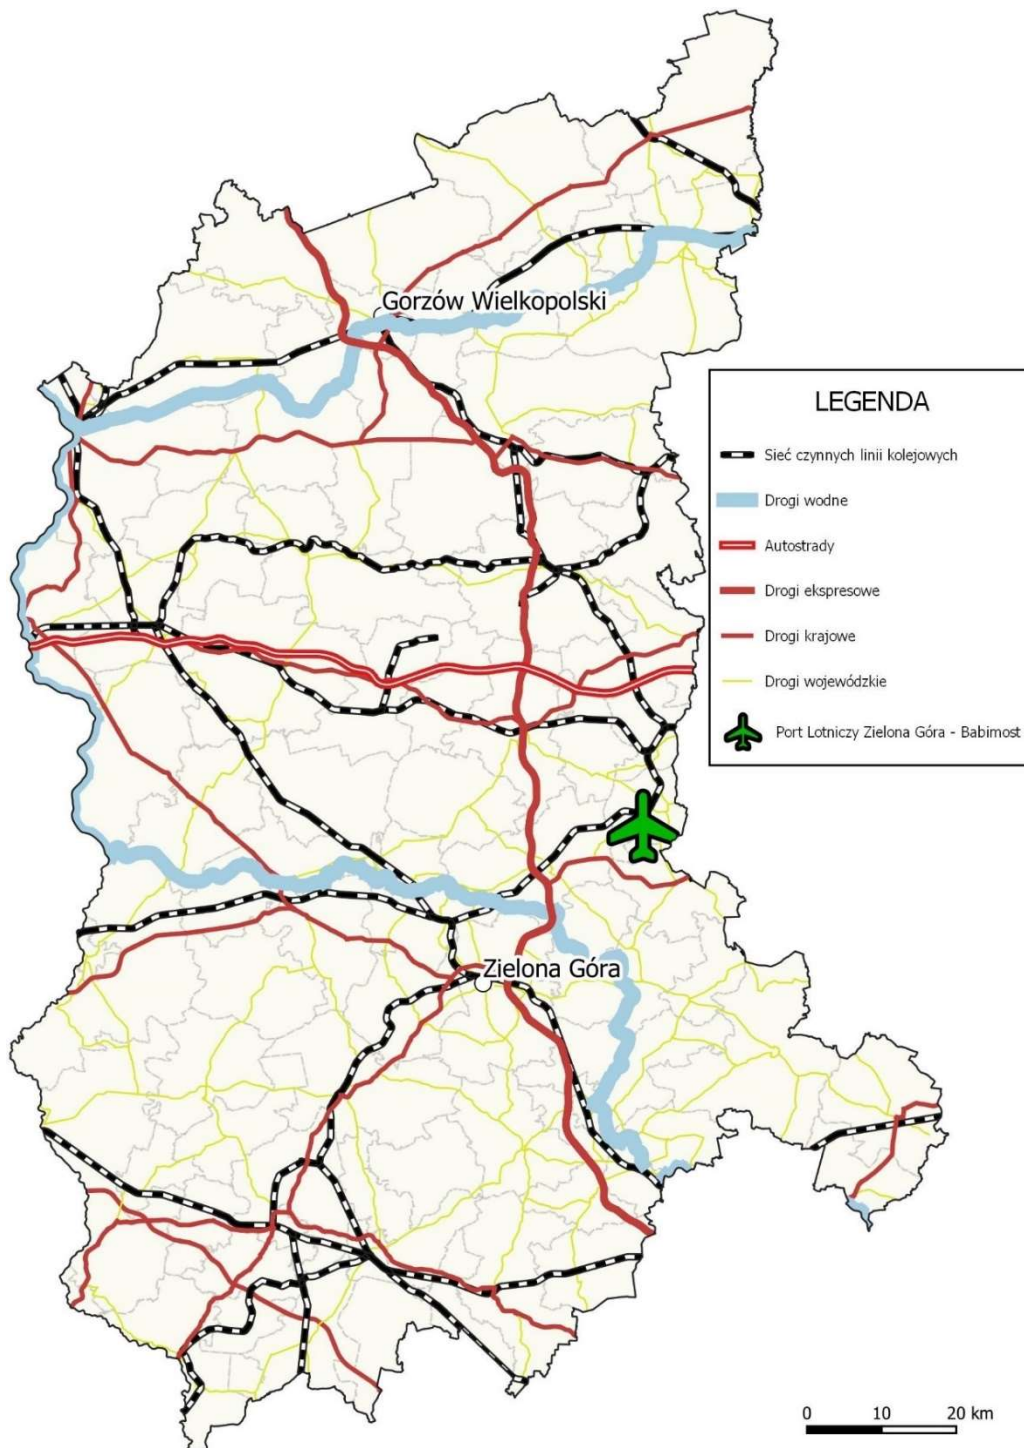 Gorzów Wielkopolski
LEGENDA
Sieć czynnych linii kolejowych
Drogi wodne
Autostrady
Drogi ekspresowe
Drogi krajowe
Drogi wojewódzkie
Port Lotniczy Zielona Góra - Babimost
Zielona Góra
0 10 20 km